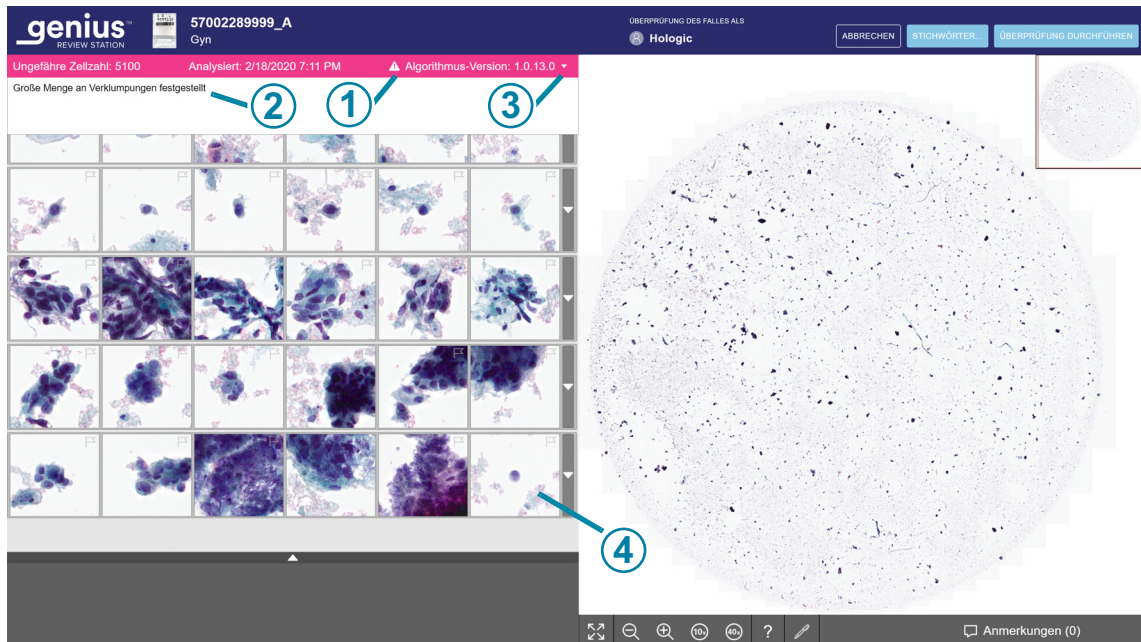 genius™
REVIEW STATION
57002289999_A
Gyn
ÜBERPRÜFUNG DES FALLES ALS
Hologic
ABBRECHEN
STICHWÖRTER...
ÜBERPRÜFUNG DURCHFÜHREN
Ungefähre Zellzahl: 5100
Analysiert: 2/18/2020 7:11 PM
Algorithmus-Version: 1.0.13.0
Große Menge an Verklumpungen festgestellt
2
1
3
4
10x
40x
?
Anmerkungen (0)